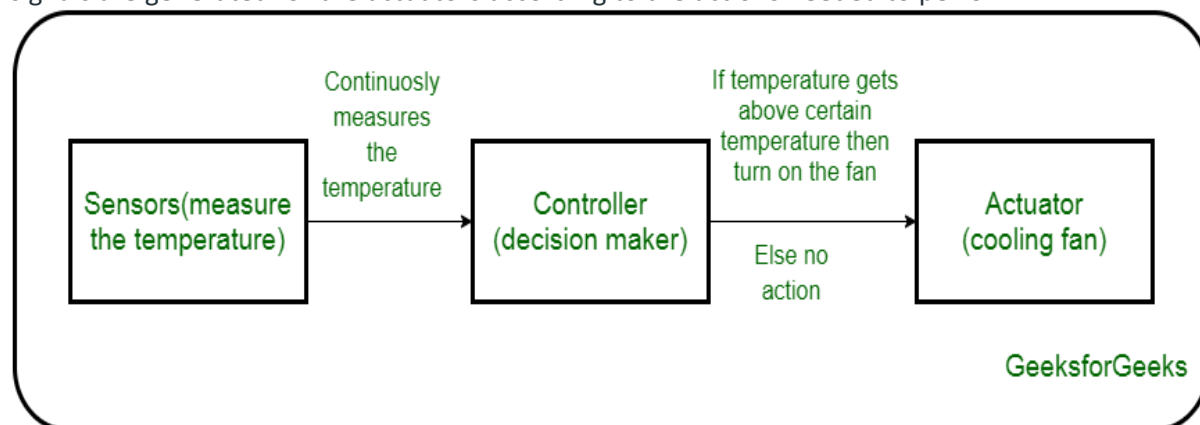 Continuosly
measures
the
temperature
If temperature gets
above certain
temperature then
turn on the fan
Sensors(measure
the temperature)
Controller
(decision maker)
Actuator
(cooling fan)
Else no
action
GeeksforGeeks